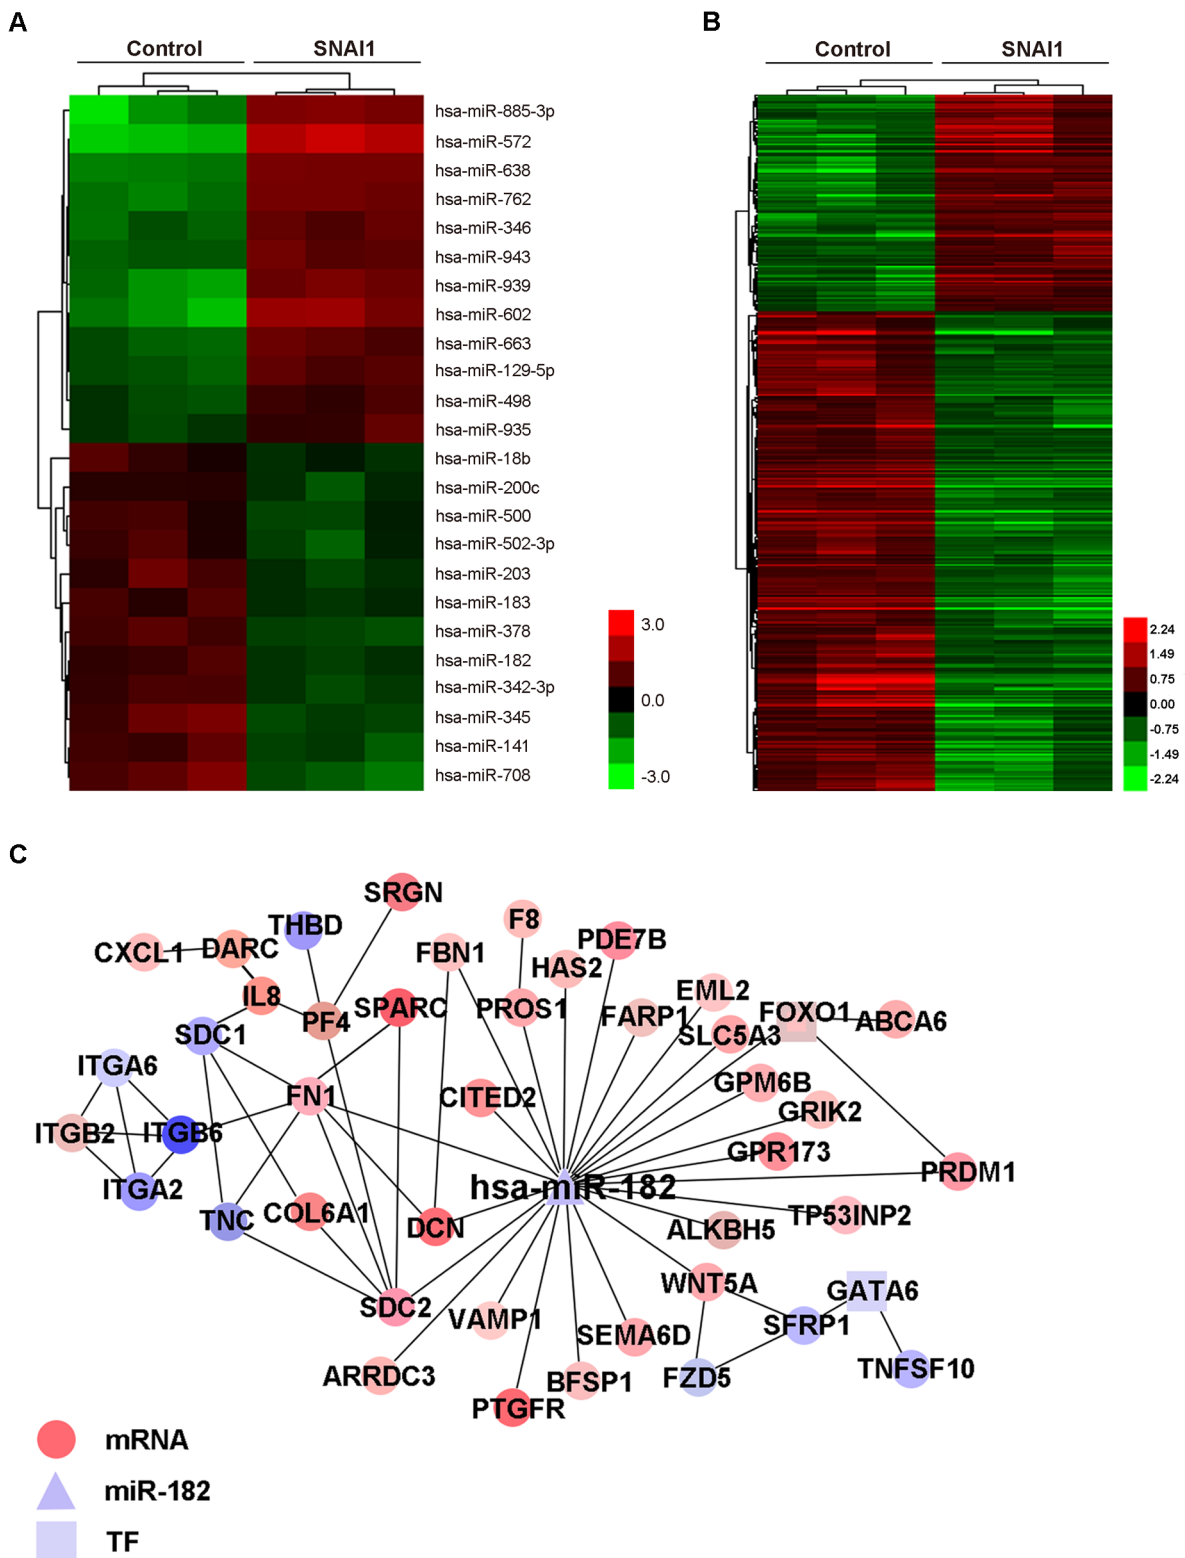 A
Control SNAI1
hsa-miR-885-3p
hsa-miR-572
hsa-miR-638
hsa-miR-762
hsa-miR-346
hsa-miR-943
hsa-miR-939
hsa-miR-602
hsa-miR-663
hsa-miR-129-5p
hsa-miR-498
hsa-miR-935
hsa-miR-18b
hsa-miR-200c
hsa-miR-500
hsa-miR-502-3p
hsa-miR-203
hsa-miR-183
hsa-miR-378
hsa-miR-182
hsa-miR-342-3p
hsa-miR-345
hsa-miR-141
hsa-miR-708
3.0
0.0
-3.0
B
Control SNAI1
2.24
1.49
0.75
0.00
-0.75
-1.49
-2.24
C
SRGN
THBD
F8
CXCL1
DARC
FBN1
PDE7B
HAS2
IL8
SPARC
PROS1
EML2
FARP1
FOXO1
ABCA6
SDC1
PF4
SLC5A3
ITGA6
FN1
CITED2
GPM6B
GRIK2
ITGB2
ITGB6
GPR173
PRDM1
ITGA2
hsa-miR-182
TNC
COL6A1
DCN
ALKBH5
TP53INP2
WNT5A
GATA6
SDC2
VAMP1
SEMA6D
SFRP1
ARRDC3
BFSP1
FZD5
TNFSF10
PTGFR
mRNA
miR-182
TF